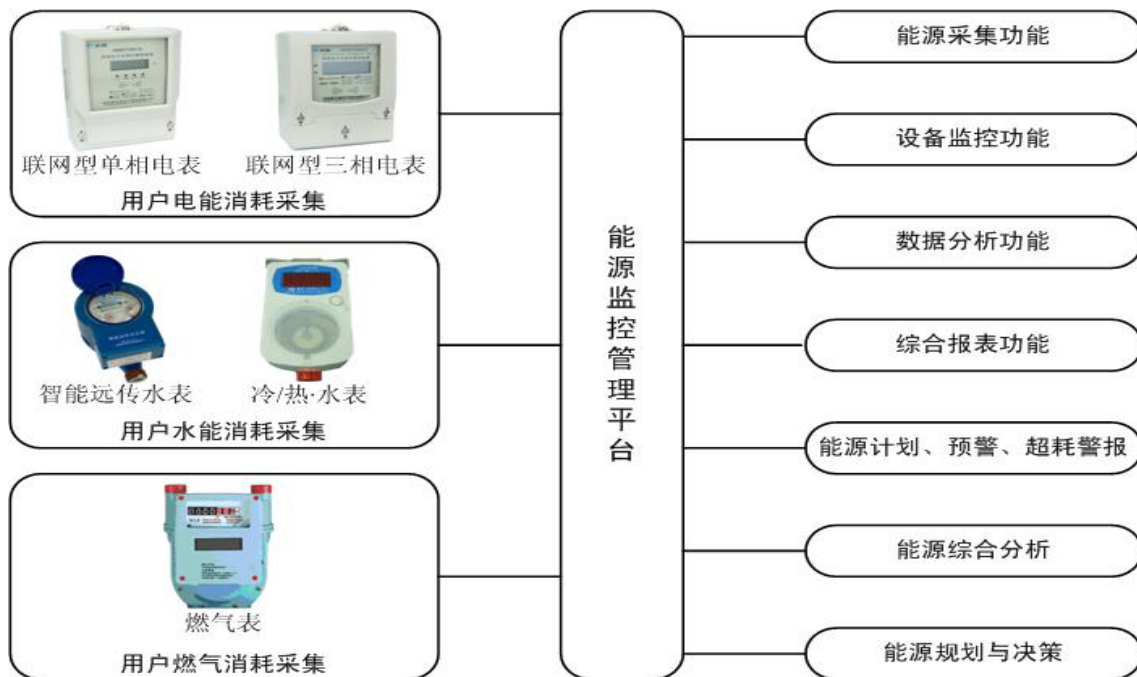 联网型单相电表
联网型三相电表
用户电能消耗采集
智能远传水表
冷/热·水表
用户水能消耗采集
燃气表
用户燃气消耗采集
能源监控管理平台
能源采集功能
设备监控功能
数据分析功能
综合报表功能
能源计划、预警、超耗警报
能源综合分析
能源规划与决策